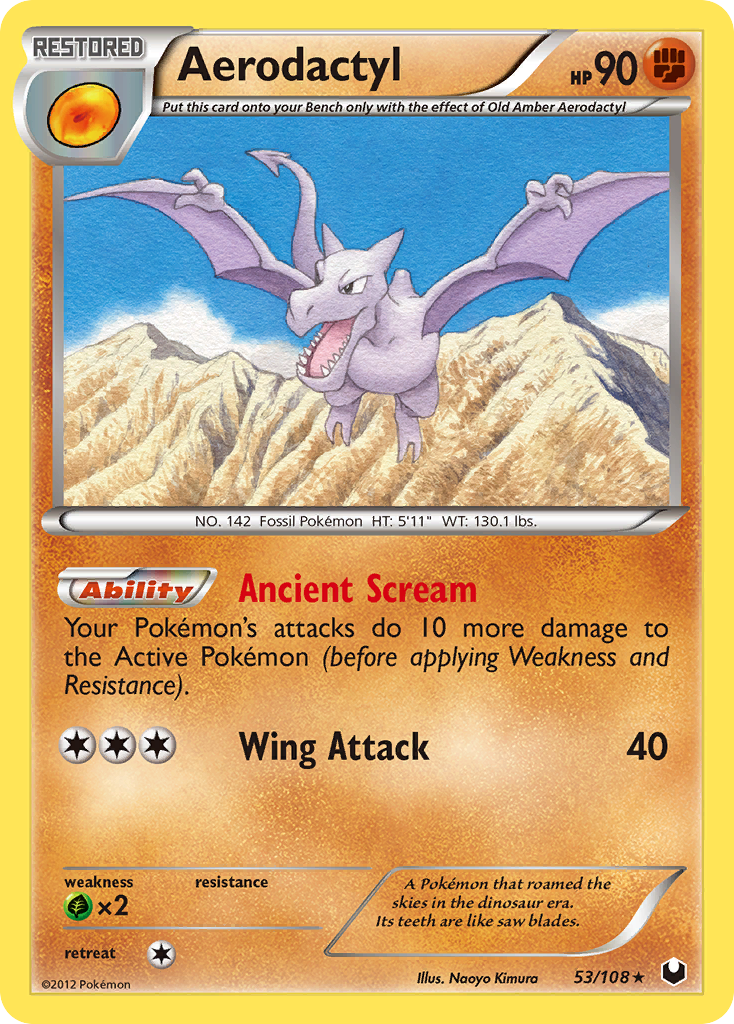 RESTORED
Aerodactyl
HP 90
Put this card onto your Bench only with the effect of Old Amber Aerodactyl
NO. 142 Fossil Pokémon HT: 5'11" WT: 130.1 lbs.
Ability Ancient Scream
Your Pokémon's attacks do 10 more damage to
the Active Pokémon (before applying Weakness and
Resistance).
Wing Attack 40
weakness resistance
×2
retreat
A Pokémon that roamed the
skies in the dinosaur era.
Its teeth are like saw blades.
©2012 Pokémon
Illus. Naoyo Kimura
53/108★